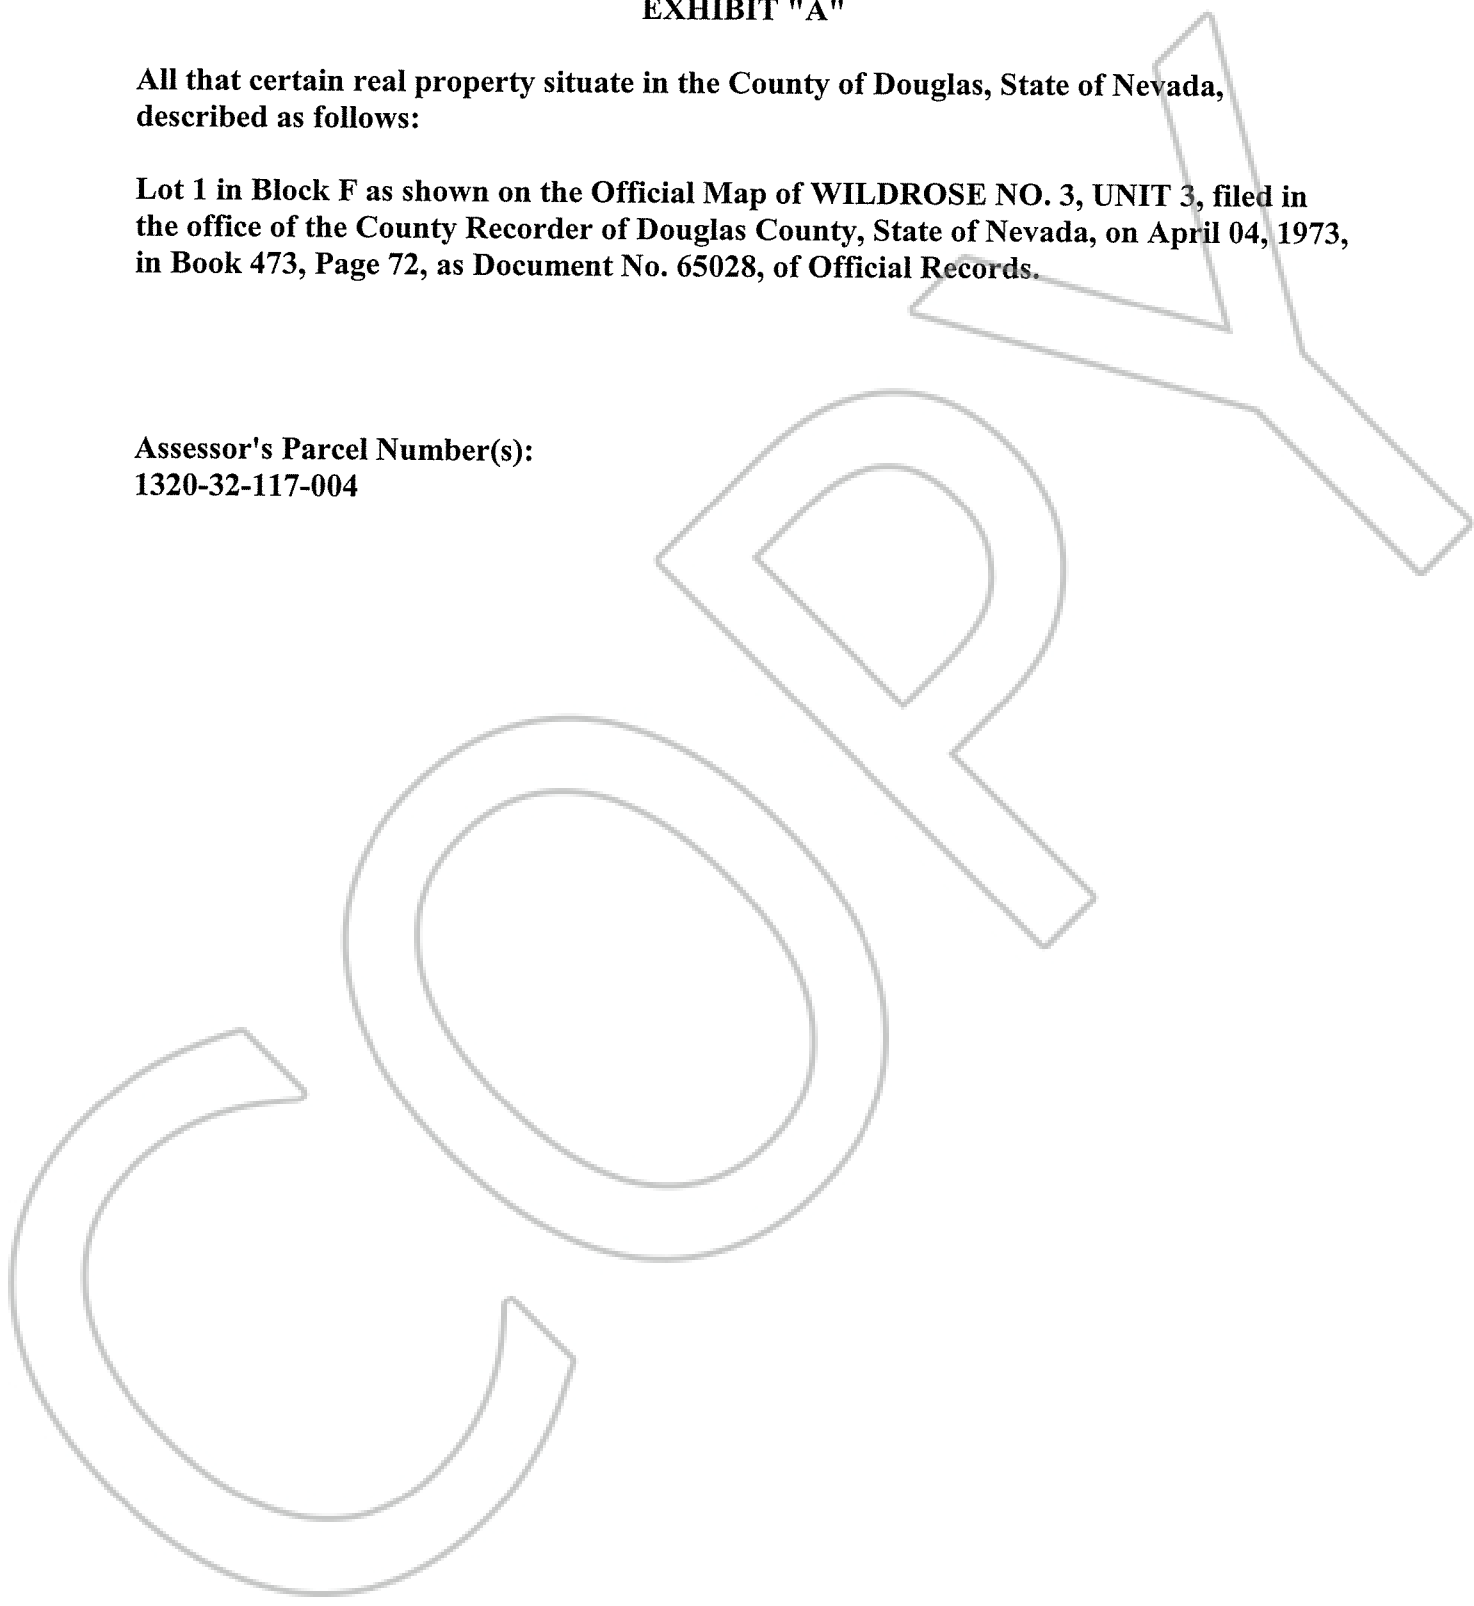 EXHIBIT "A"
All that certain real property situate in the County of Douglas, State of Nevada,
described as follows:
Lot 1 in Block F as shown on the Official Map of WILDROSE NO. 3, UNIT 3, filed in
the office of the County Recorder of Douglas County, State of Nevada, on April 04, 1973,
in Book 473, Page 72, as Document No. 65028, of Official Records.
Assessor's Parcel Number(s):
1320-32-117-004
COPY